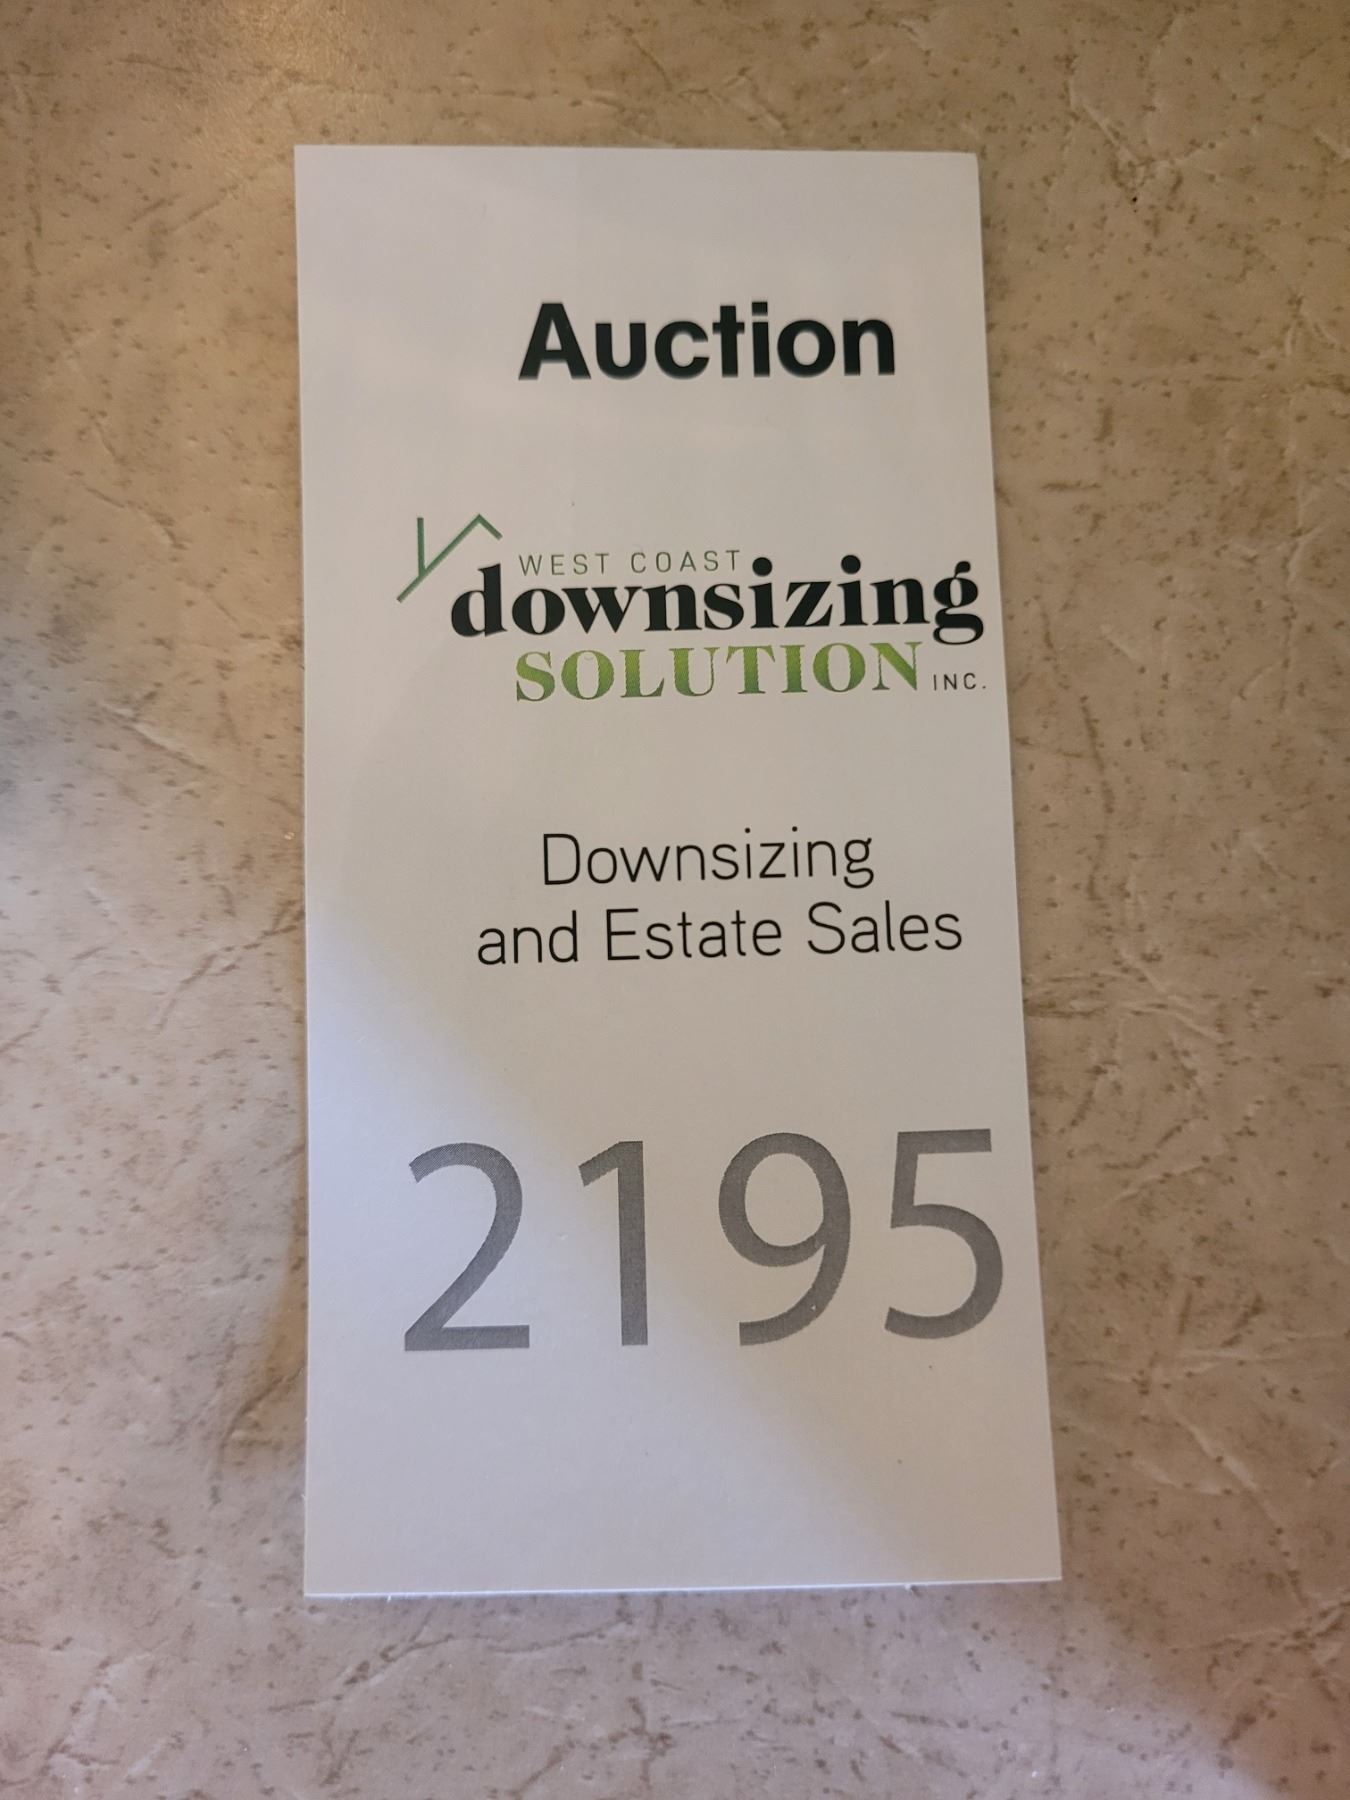 Auction
WEST COAST
downsizing
SOLUTION INC.
Downsizing
and Estate Sales
2195